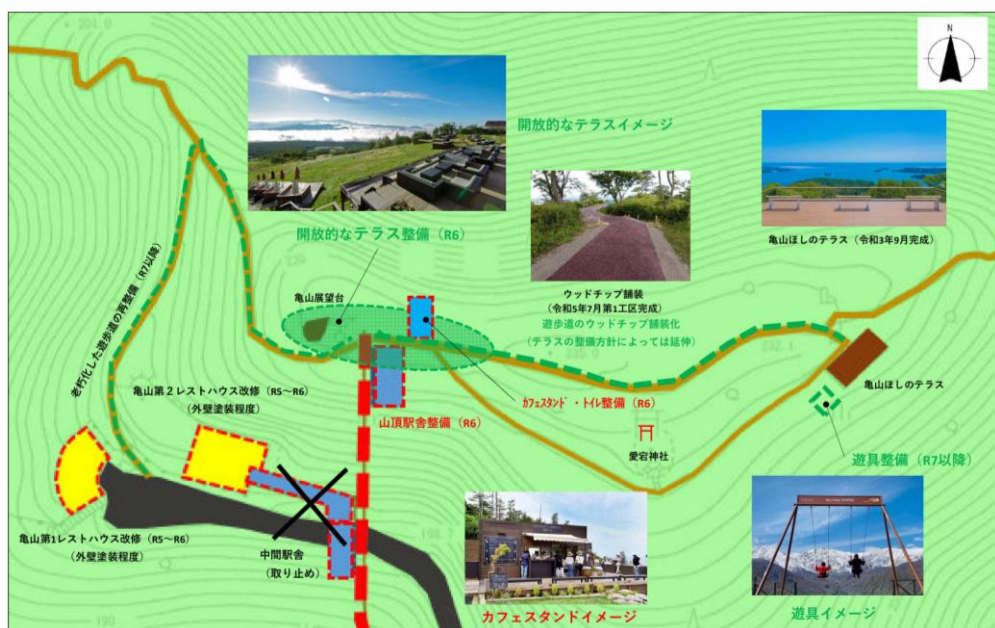 201.0
N
開放的なテラスイメージ
亀山ほしのテラス（令和3年9月完成）
開放的なテラス整備（R6）
亀山展望台
ウッドチップ舗装
（令和5年7月第1工区完成）
遊歩道のウッドチップ舗装化
（テラスの整備方針によっては延伸）
235.0
232.1
老朽化した遊歩道の再整備（R7以降）
亀山第２レストハウス改修（R5～R6）
（外壁塗装程度）
ｶﾌｪｽﾀﾝﾄﾞ・ﾄｲﾚ整備（R6）
山頂駅舎整備（R6）
亀山ほしのテラス
愛宕神社
遊具整備（R7以降）
亀山第1レストハウス改修（R5～R6）
（外壁塗装程度）
中間駅舎
（取り止め）
190
カフェスタンドイメージ
遊具イメージ